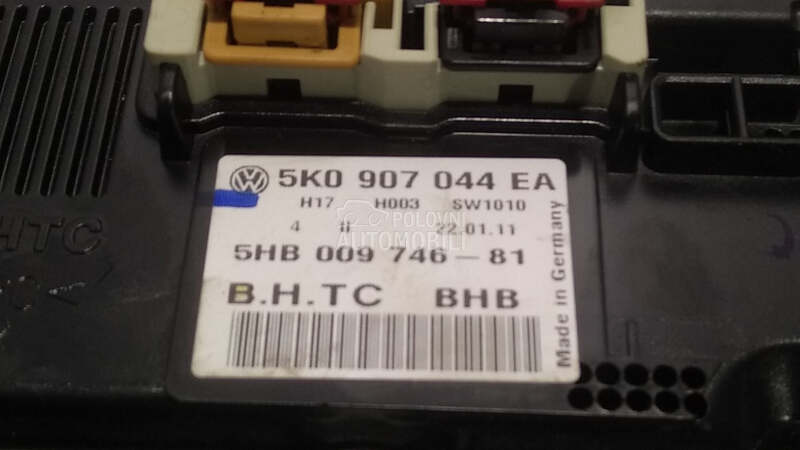 5K0 907 044 EA
H17 H003 SW1010
4 22.01.11
5HB 009 746-81
B.H.TC BHB
Made in Germany
HTC
POLOVNI
AUTOMOBILI